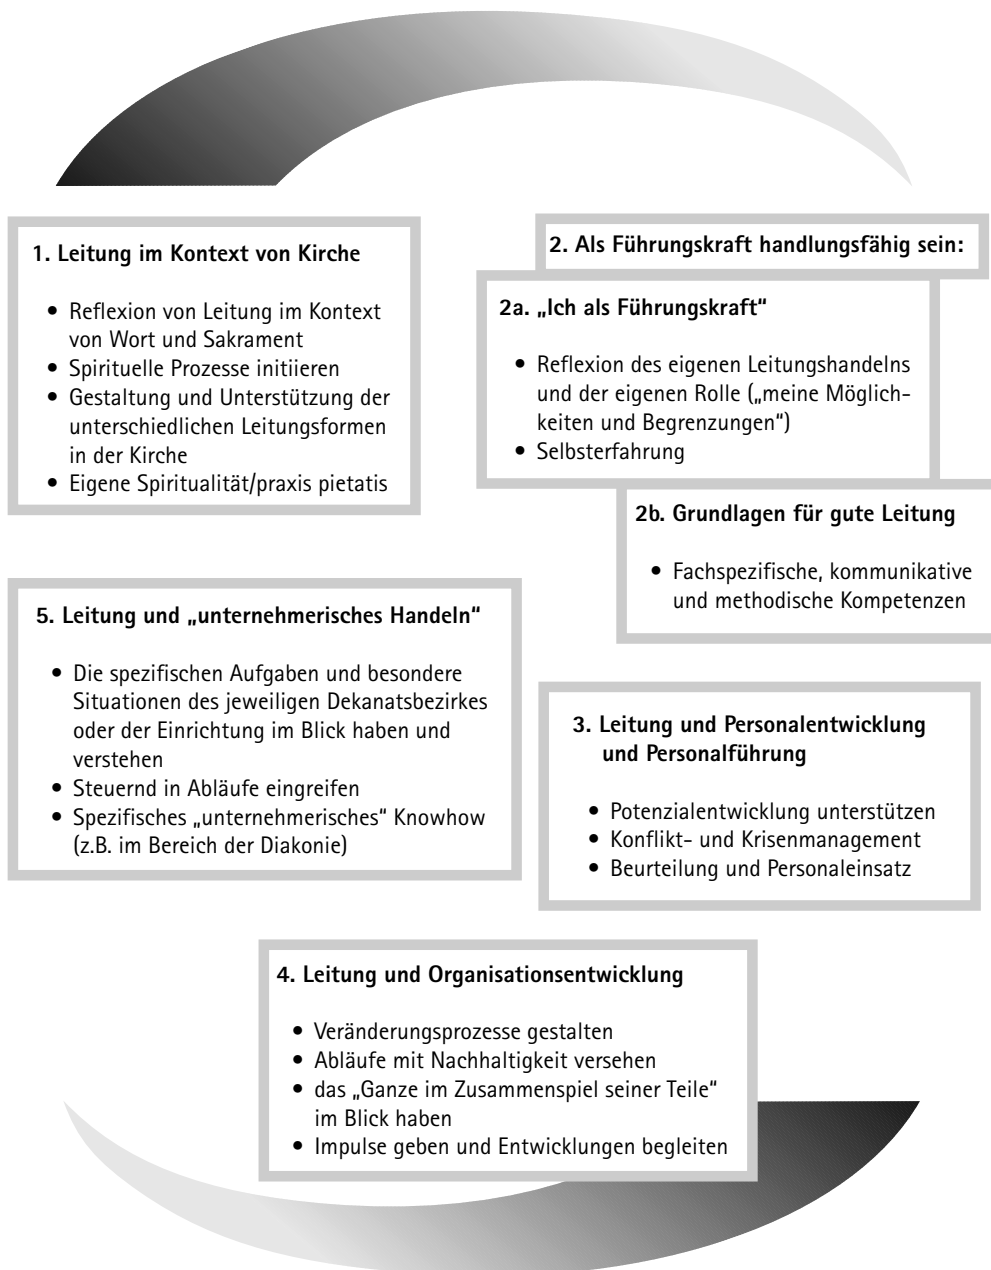 1. Leitung im Kontext von Kirche
• Reflexion von Leitung im Kontext
von Wort und Sakrament
• Spirituelle Prozesse initiieren
• Gestaltung und Unterstützung der
unterschiedlichen Leitungsformen
in der Kirche
• Eigene Spiritualität/praxis pietatis
2. Als Führungskraft handlungsfähig sein:
2a. „Ich als Führungskraft“
• Reflexion des eigenen Leitungshandelns
und der eigenen Rolle („meine Möglich-
keiten und Begrenzungen“)
• Selbsterfahrung
2b. Grundlagen für gute Leitung
• Fachspezifische, kommunikative
und methodische Kompetenzen
3. Leitung und Personalentwicklung
und Personalführung
• Potenzialentwicklung unterstützen
• Konflikt- und Krisenmanagement
• Beurteilung und Personaleinsatz
4. Leitung und Organisationsentwicklung
• Veränderungsprozesse gestalten
• Abläufe mit Nachhaltigkeit versehen
• das „Ganze im Zusammenspiel seiner Teile“
im Blick haben
• Impulse geben und Entwicklungen begleiten
5. Leitung und „unternehmerisches Handeln“
• Die spezifischen Aufgaben und besondere
Situationen des jeweiligen Dekanatsbezirkes
oder der Einrichtung im Blick haben und
verstehen
• Steuernd in Abläufe eingreifen
• Spezifisches „unternehmerisches“ Knowhow
(z.B. im Bereich der Diakonie)